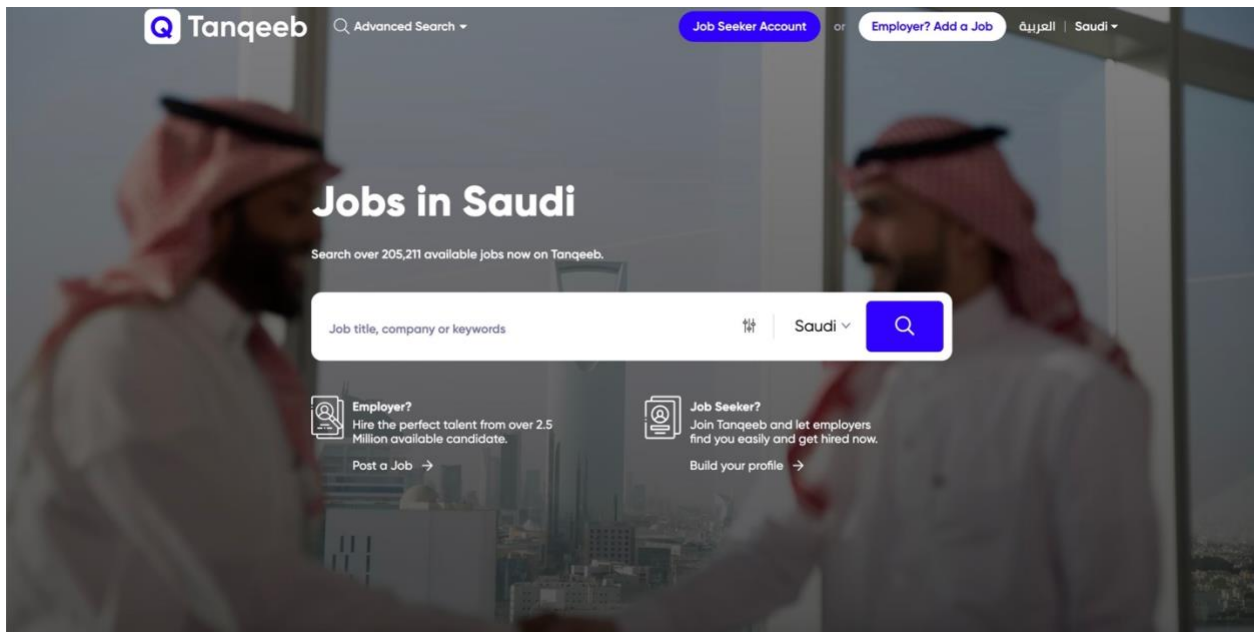 Q Tanqeeb
Advanced Search
Job Seeker Account
or
Employer? Add a Job
العربية | Saudi
Jobs in Saudi
Search over 205,211 available jobs now on Tanqeeb.
Job title, company or keywords
Saudi
Employer?
Hire the perfect talent from over 2.5
Million available candidate.
Post a Job →
Job Seeker?
Join Tanqeeb and let employers
find you easily and get hired now.
Build your profile →